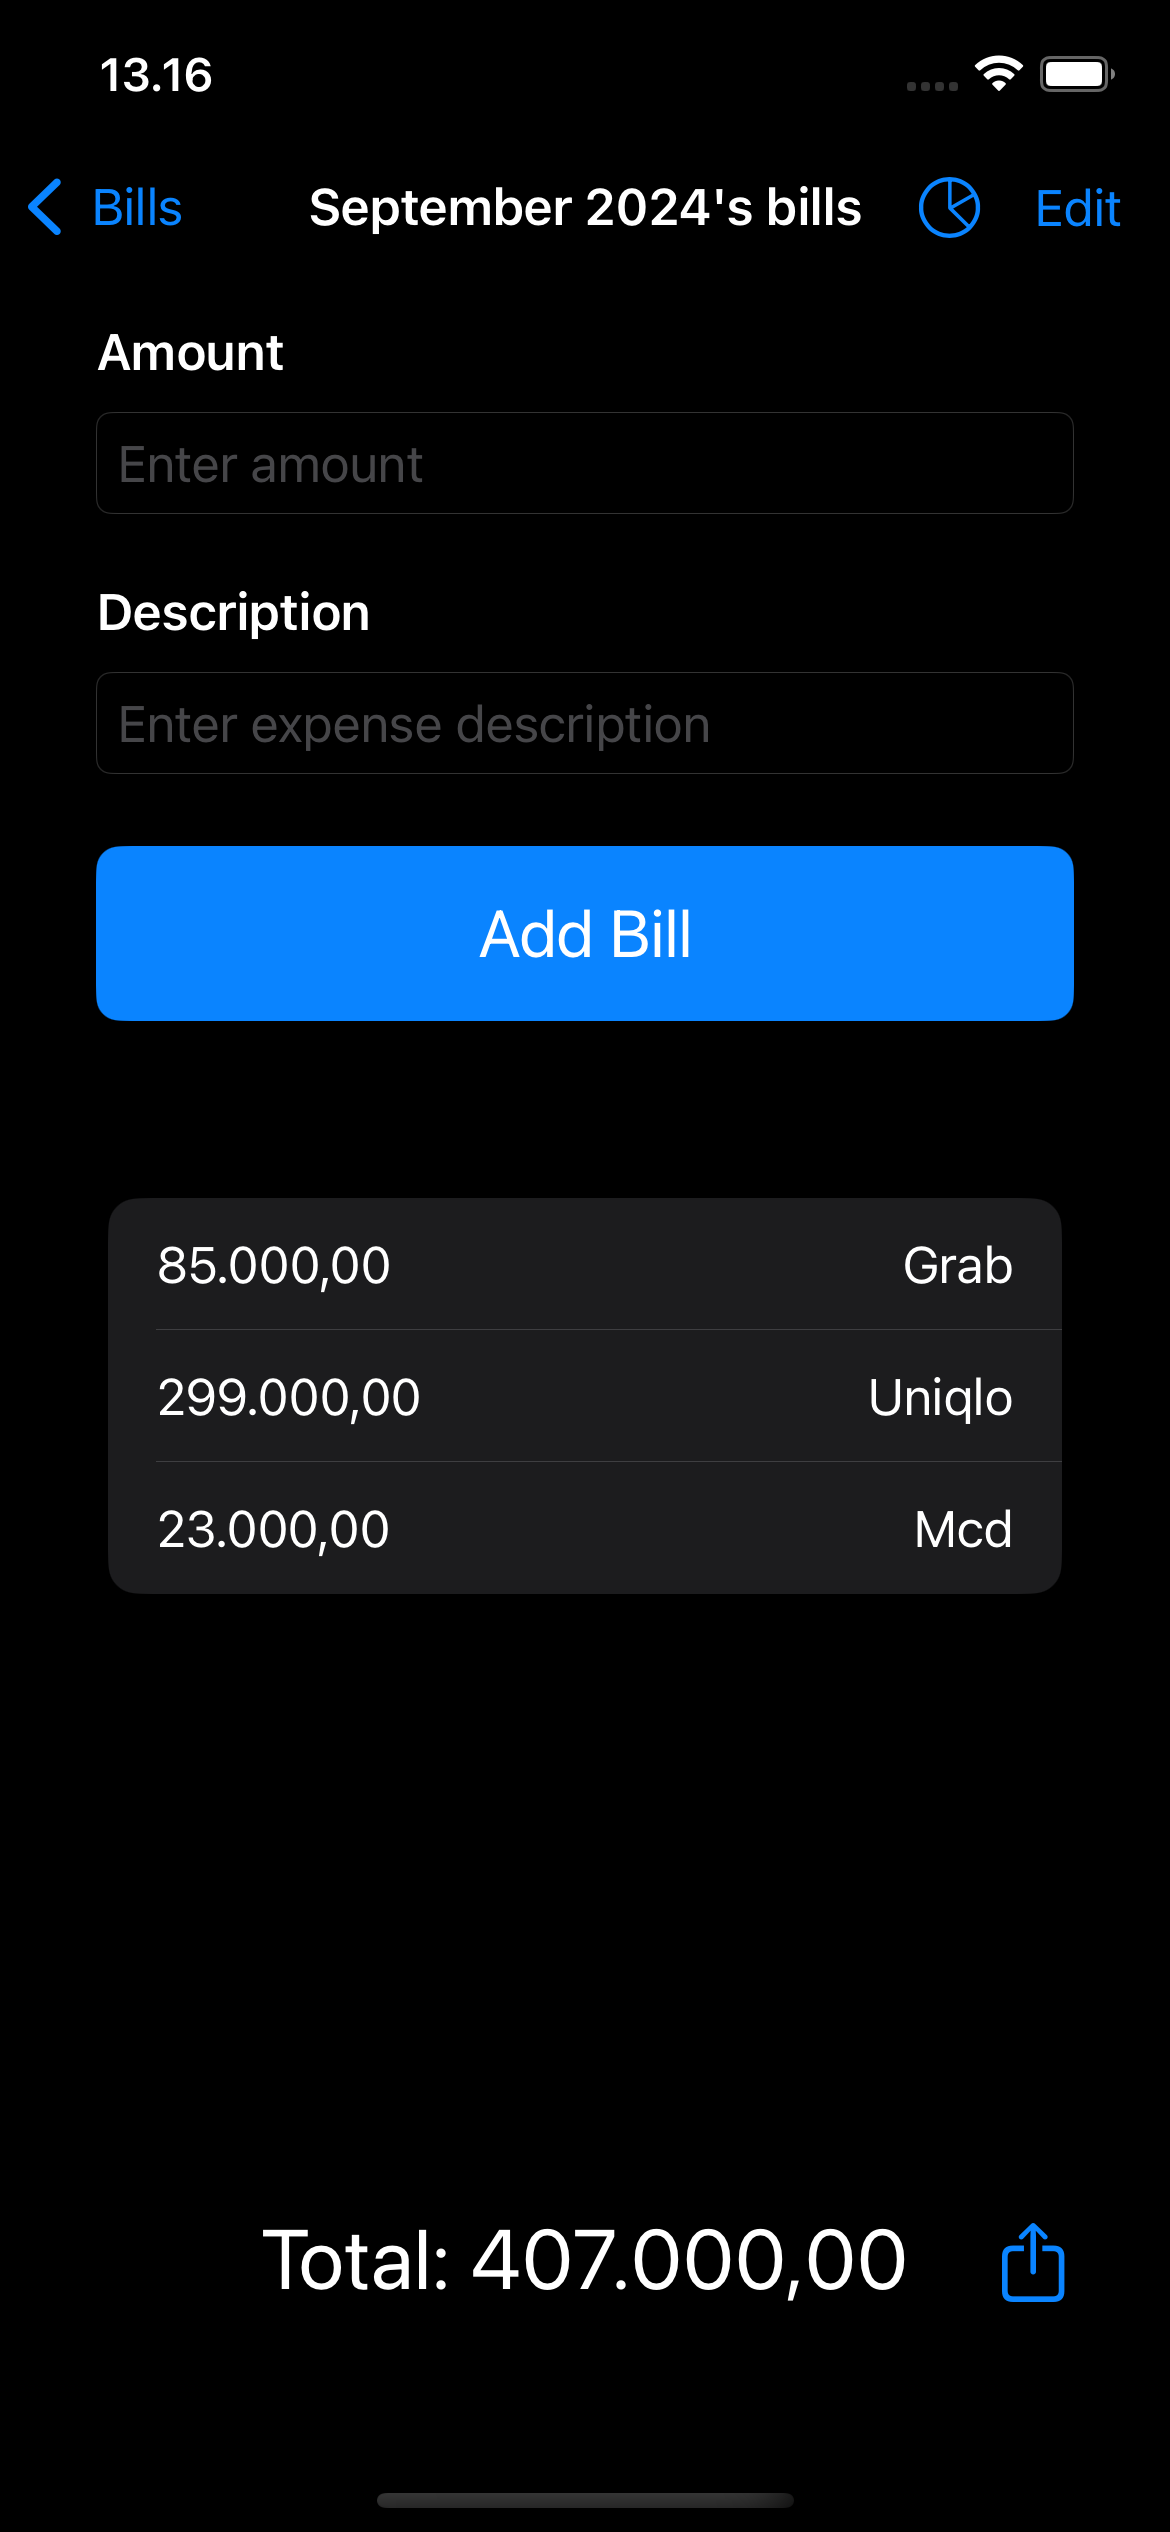 13.16
Bills September 2024's bills Edit
Amount
Enter amount
Description
Enter expense description
Add Bill
85.000,00 Grab
299.000,00 Uniqlo
23.000,00 Mcd
Total: 407.000,00